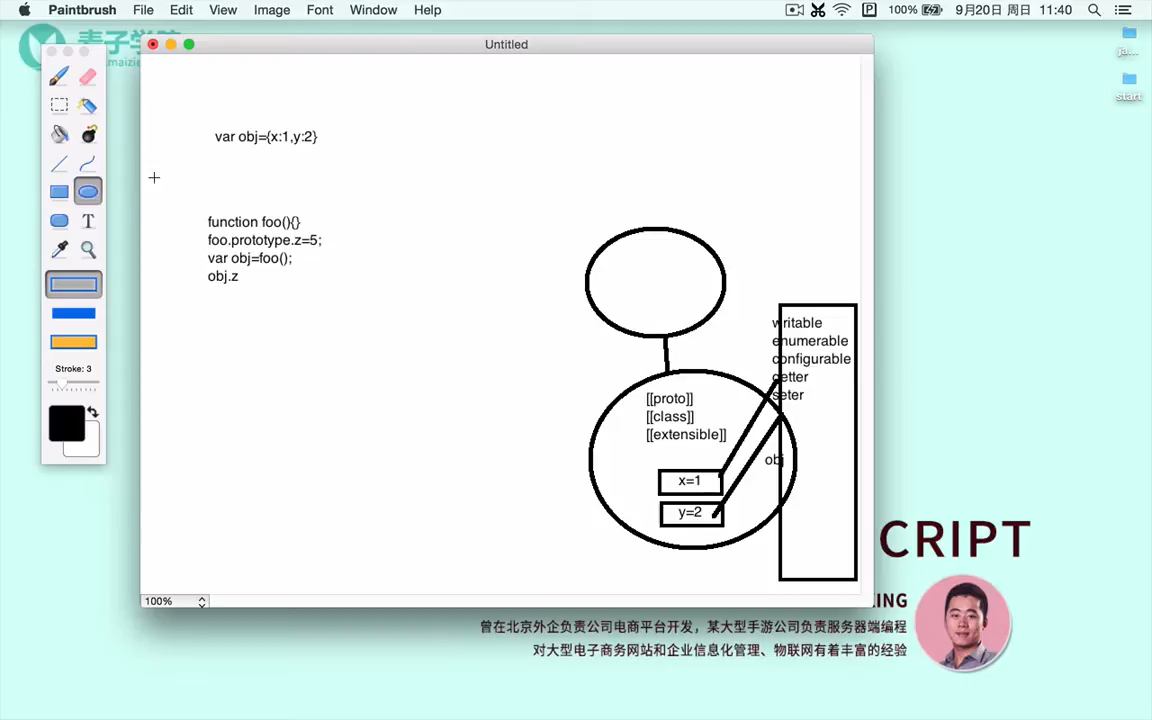 Paintbrush File Edit View Image Font Window Help
100% 9月20日 周日 11:40
Untitled
ja...
start
var obj={x:1,y:2}
function foo(){}
foo.prototype.z=5;
var obj=foo();
obj.z
Stroke: 3
writable
enumerable
configurable
getter
seter
[[proto]]
[[class]]
[[extensible]]
obj
x=1
y=2
100%
CRIPT
曾在北京外企负责公司电商平台开发，某大型手游公司负责服务器端编程
对大型电子商务网站和企业信息化管理、物联网有着丰富的经验